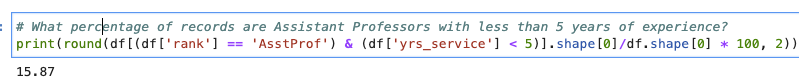 # What percentage of records are Assistant Professors with less than 5 years of experience?
print(round(df[(df['rank'] == 'AsstProf') & (df['yrs_service'] < 5)].shape[0]/df.shape[0] * 100, 2))
15.87